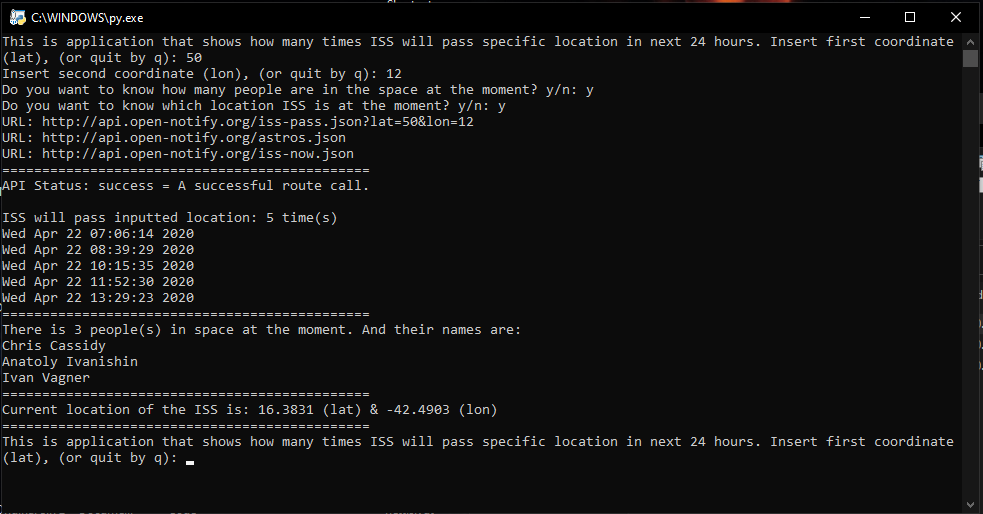 C:\WINDOWS\py.exe
This is application that shows how many times ISS will pass specific location in next 24 hours. Insert first coordinate
(lat), (or quit by q): 50
Insert second coordinate (lon), (or quit by q): 12
Do you want to know how many people are in the space at the moment? y/n: y
Do you want to know which location ISS is at the moment? y/n: y
URL: http://api.open-notify.org/iss-pass.json?lat=50&lon=12
URL: http://api.open-notify.org/astros.json
URL: http://api.open-notify.org/iss-now.json
==============================================
API Status: success = A successful route call.
ISS will pass inputted location: 5 time(s)
Wed Apr 22 07:06:14 2020
Wed Apr 22 08:39:29 2020
Wed Apr 22 10:15:35 2020
Wed Apr 22 11:52:30 2020
Wed Apr 22 13:29:23 2020
==============================================
There is 3 people(s) in space at the moment. And their names are:
Chris Cassidy
Anatoly Ivanishin
Ivan Vagner
==============================================
Current location of the ISS is: 16.3831 (lat) & -42.4903 (lon)
==============================================
This is application that shows how many times ISS will pass specific location in next 24 hours. Insert first coordinate
(lat), (or quit by q):